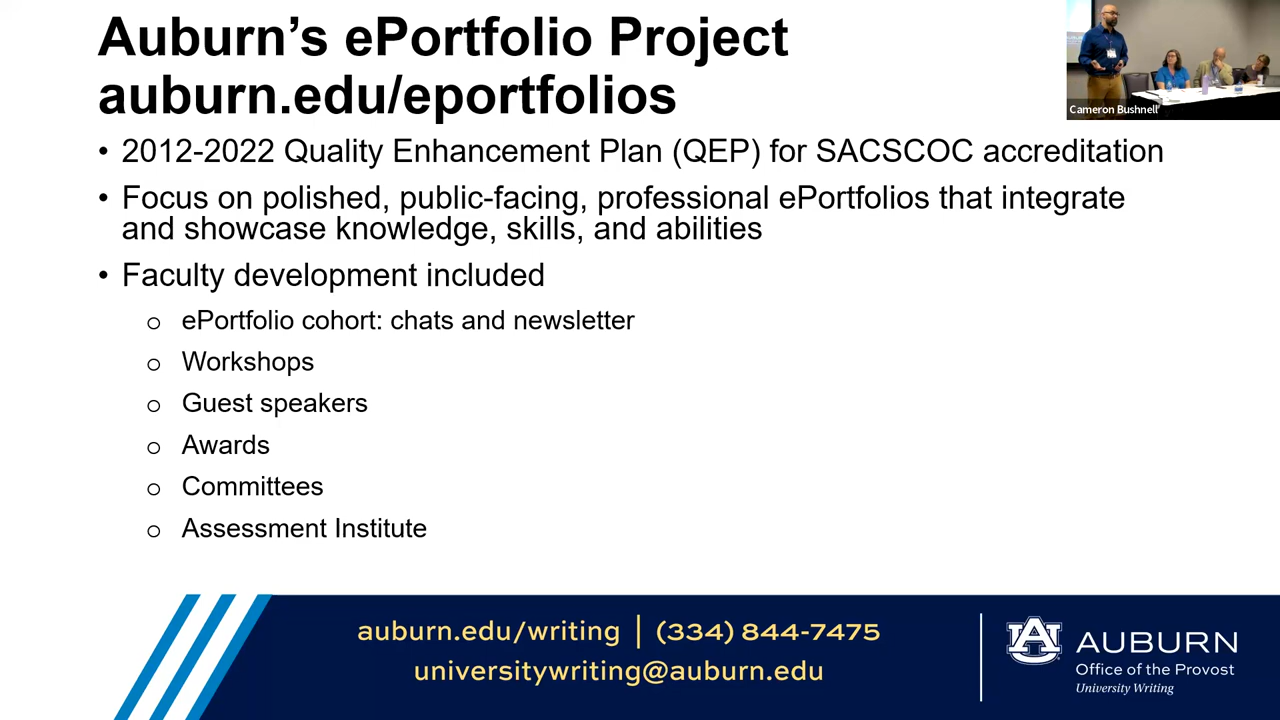 Auburn’s ePortfolio Project
auburn.edu/eportfolios
• 2012-2022 Quality Enhancement Plan (QEP) for SACSCOC accreditation
• Focus on polished, public-facing, professional ePortfolios that integrate
and showcase knowledge, skills, and abilities
• Faculty development included
o ePortfolio cohort: chats and newsletter
o Workshops
o Guest speakers
o Awards
o Committees
o Assessment Institute
Cameron Bushnell
auburn.edu/writing | (334) 844-7475
universitywriting@auburn.edu
AU
AUBURN
Office of the Provost
University Writing